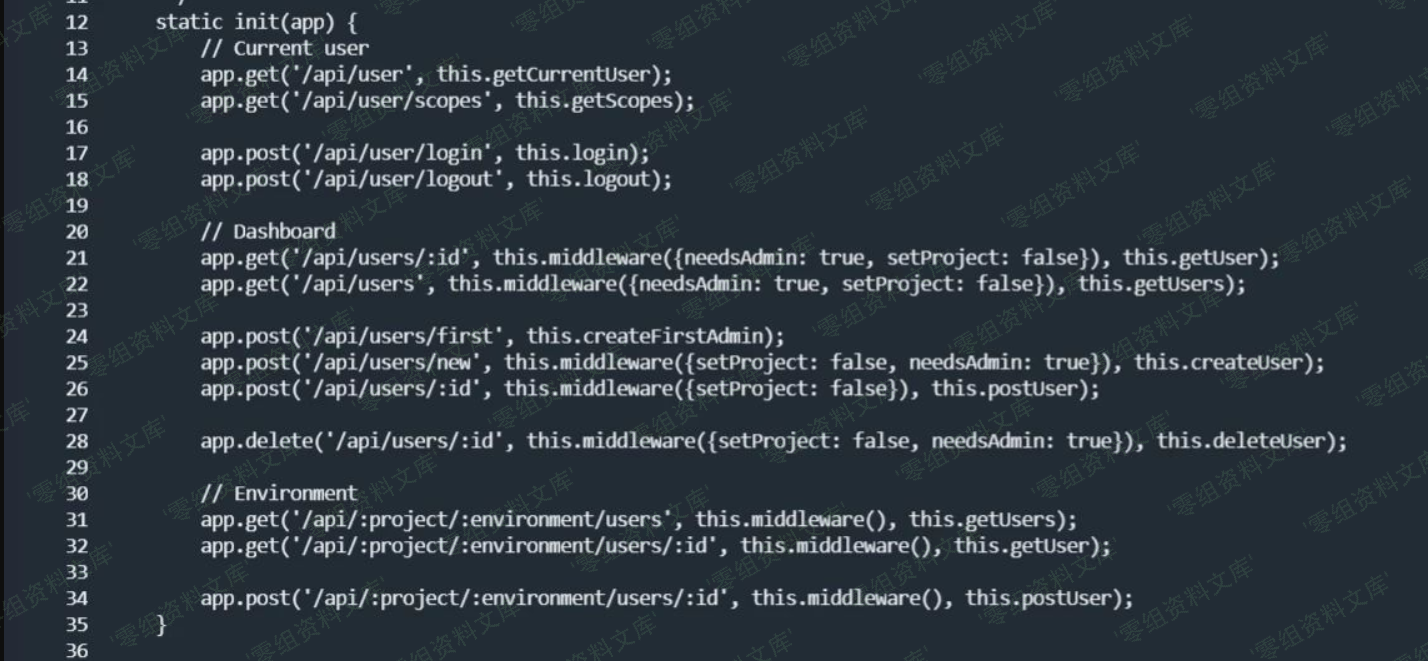 12 static init(app) {
13 // Current user
14 app.get('/api/user', this.getCurrentUser);
15 app.get('/api/user/scopes', this.getScopes);
16
17 app.post('/api/user/login', this.login);
18 app.post('/api/user/logout', this.logout);
19
20 // Dashboard
21 app.get('/api/users/:id', this.middleware({needsAdmin: true, setProject: false}), this.getUser);
22 app.get('/api/users', this.middleware({needsAdmin: true, setProject: false}), this.getUsers);
23
24 app.post('/api/users/first', this.createFirstAdmin);
25 app.post('/api/users/new', this.middleware({setProject: false, needsAdmin: true}), this.createUser);
26 app.post('/api/users/:id', this.middleware({setProject: false}), this.postUser);
27
28 app.delete('/api/users/:id', this.middleware({setProject: false, needsAdmin: true}), this.deleteUser);
29
30 // Environment
31 app.get('/api/:project/:environment/users', this.middleware(), this.getUsers);
32 app.get('/api/:project/:environment/users/:id', this.middleware(), this.getUser);
33
34 app.post('/api/:project/:environment/users/:id', this.middleware(), this.postUser);
35 }
36
'零组资料文库'